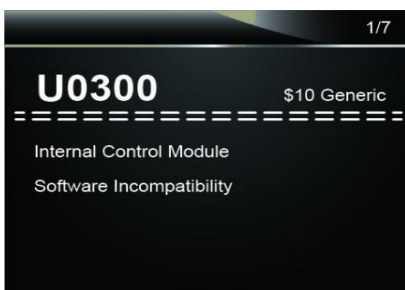 1/7
U0300 $10 Generic
Internal Control Module
Software Incompatibility